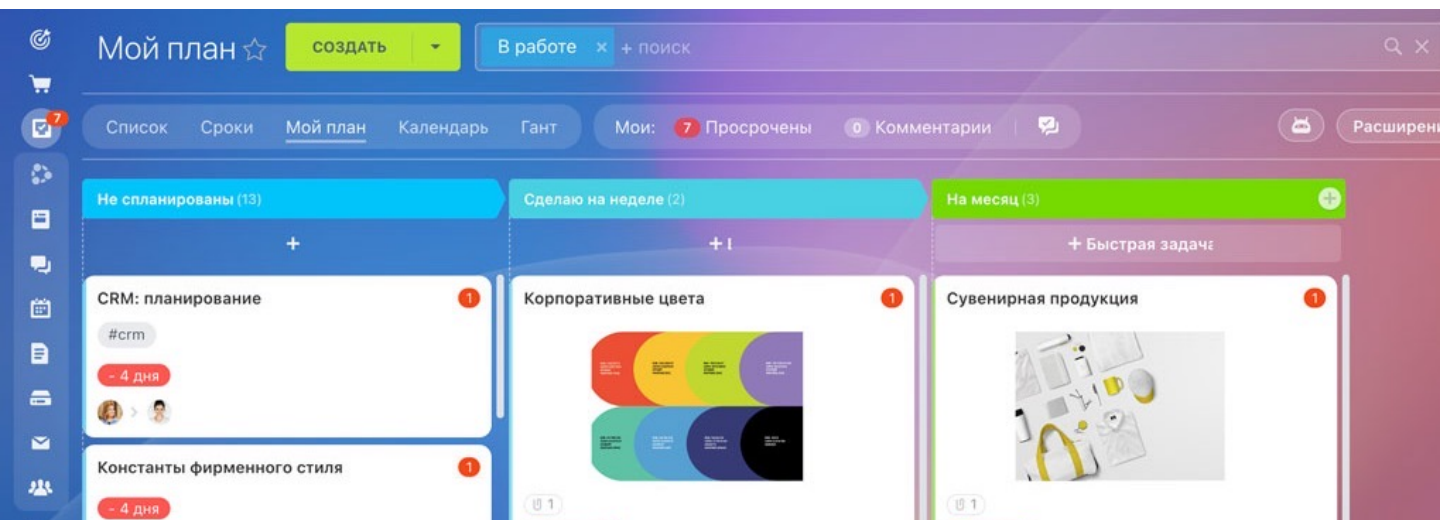 Мой план СОЗДАТЬ В работе × + поиск
7
Список Сроки Мой план Календарь Гант Мои: 7 Просрочены 0 Комментарии Расширени
Не спланированы (13) Сделаю на неделе (2) На месяц (3)
+ + + Быстрая задача
CRM: планирование 1
#crm
- 4 дня
Константы фирменного стиля 1
- 4 дня
Корпоративные цвета 1
1
Сувенирная продукция 1
1